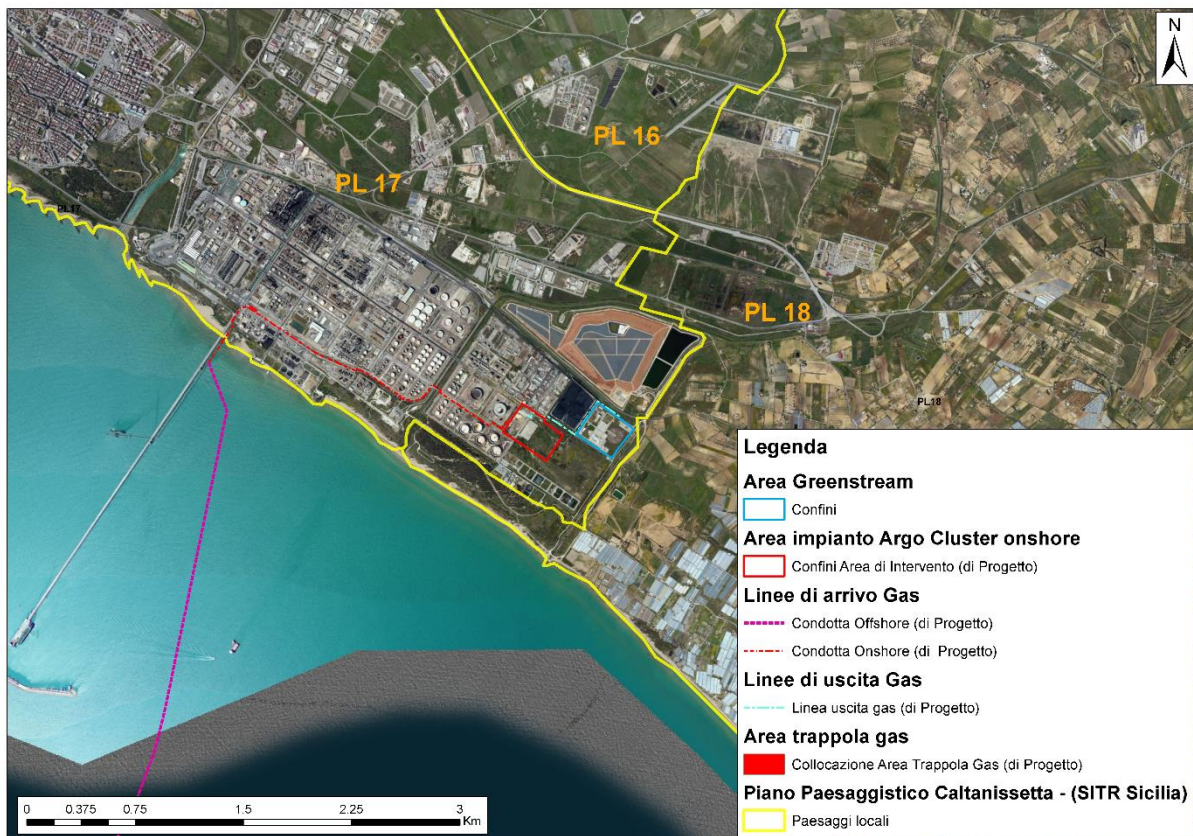 N
PL 16
PL 17
PL17
PL 18
PL18
Legenda
Area Greenstream
Confini
Area impianto Argo Cluster onshore
Confini Area di Intervento (di Progetto)
Linee di arrivo Gas
Condotta Offshore (di Progetto)
Condotta Onshore (di Progetto)
Linee di uscita Gas
Linea uscita gas (di Progetto)
Area trappola gas
Collocazione Area Trappola Gas (di Progetto)
Piano Paesaggistico Caltanissetta - (SITR Sicilia)
Paesaggi locali
0 0.375 0.75 1.5 2.25 3
Km